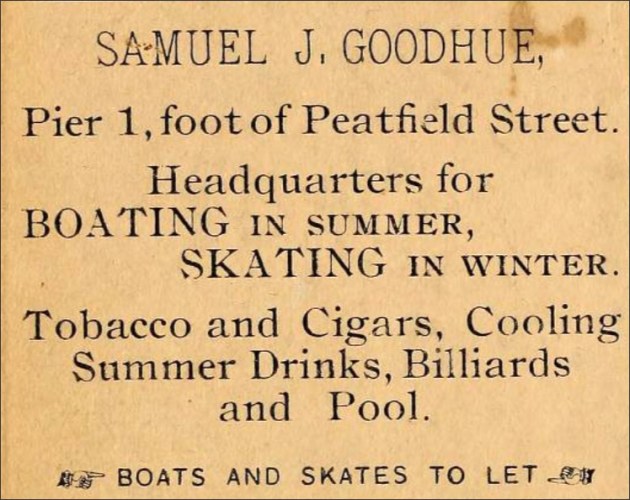 SAMUEL J. GOODHUE,
Pier 1, foot of Peatfield Street.
Headquarters for
BOATING IN SUMMER,
SKATING IN WINTER.
Tobacco and Cigars, Cooling
Summer Drinks, Billiards
and Pool.
BOATS AND SKATES TO LET